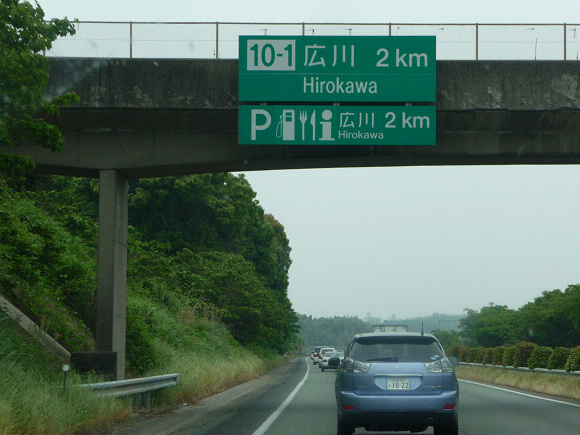 10-1 広川 2 km
Hirokawa
P i 広川 2 km
Hirokawa
10-22